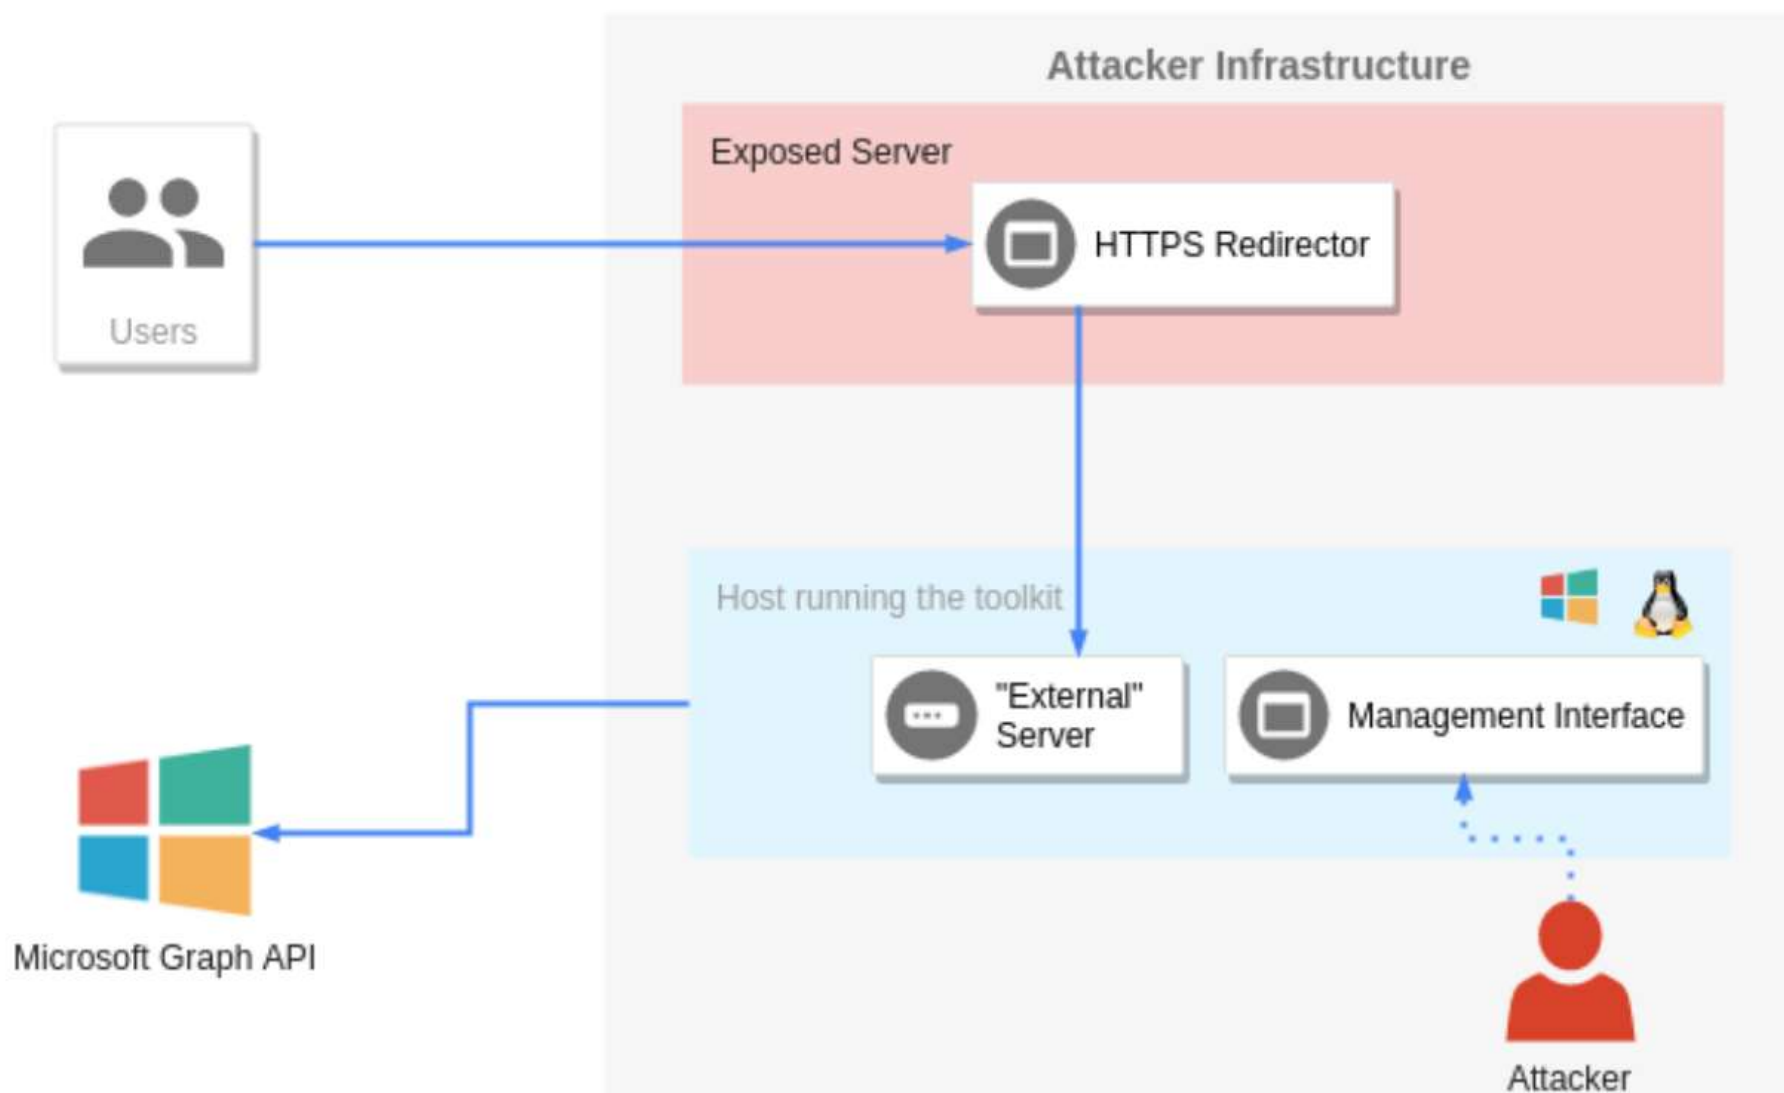 Attacker Infrastructure
Exposed Server
HTTPS Redirector
Users
Host running the toolkit
"External"
Server
Management Interface
Microsoft Graph API
Attacker